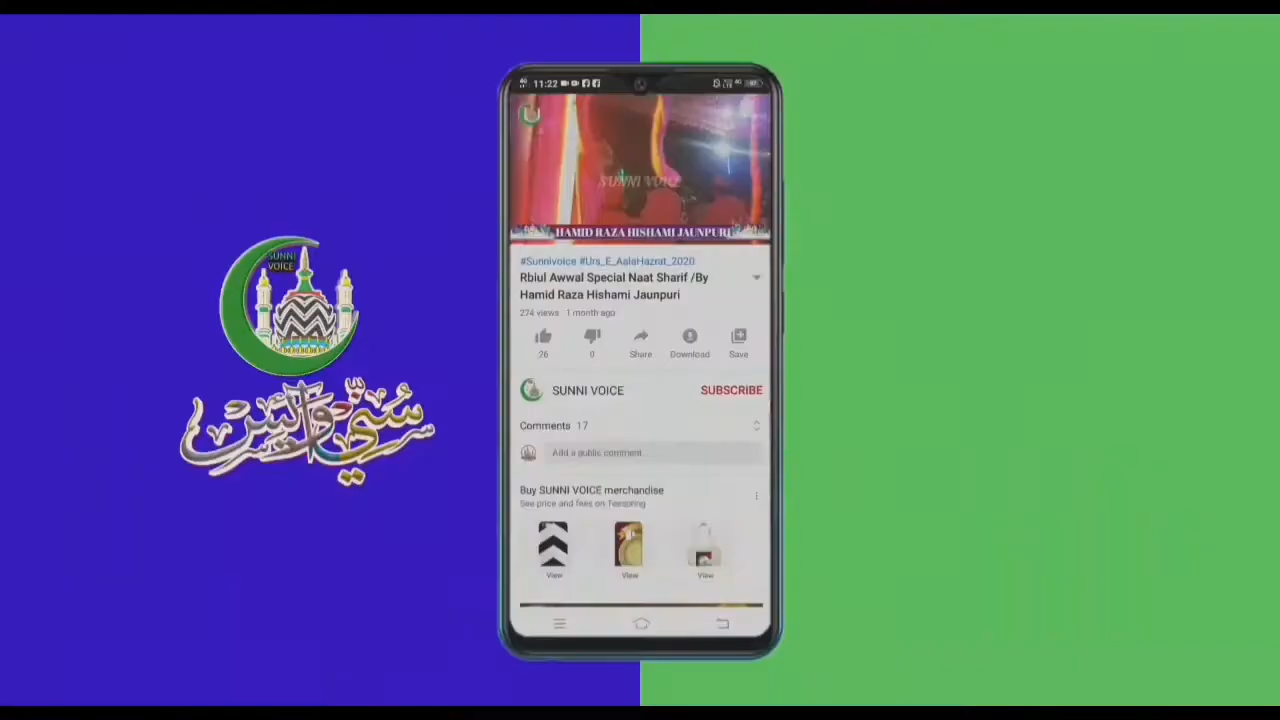 SUNNI
VOICE
سنی وائس
11:22
SUNNI VOICE
HAMID RAZA HISHAMI JAUNPURI
#Sunnivoice #Urs_E_AalaHazrat_2020
Rbiul Awwal Special Naat Sharif /By
Hamid Raza Hishami Jaunpuri
274 views 1 month ago
26 0 Share Download Save
SUNNI VOICE SUBSCRIBE
Comments 17
Add a public comment
Buy SUNNI VOICE merchandise
See price and fees on Teespring
View View View